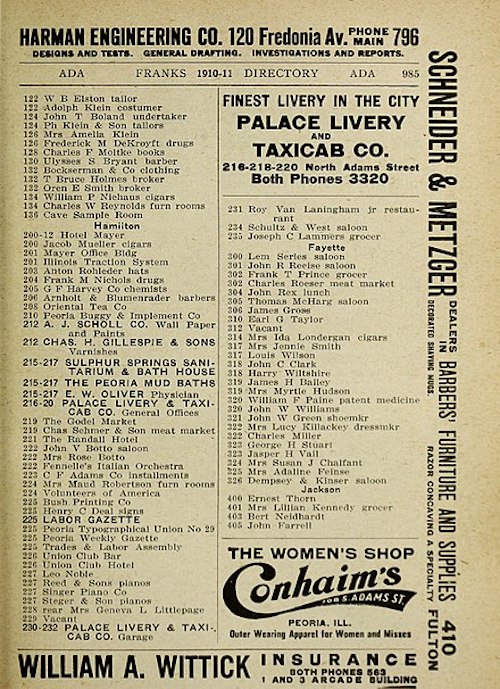 HARMAN ENGINEERING CO. 120 Fredonia Av. PHONE MAIN 796
DESIGNS AND TESTS. GENERAL DRAFTING. INVESTIGATIONS AND REPORTS.
ADA FRANKS 1910-11 DIRECTORY ADA 985
122 W B Elston tailor
122 Adolph Klein costumer
124 John T Boland undertaker
124 Ph Klein & Son tailors
126 Mrs Amelia Klein
126 Frederick M DeKroyft drugs
128 Charles F Moltke books
130 Ulysses S Bryant barber
132 Bockserman & Co clothing
132 T Bruce Holmes broker
132 Oren E Smith broker
134 William P Niehaus cigars
134 Charles W Reynolds furn rooms
136 Cave Sample Room
Hamilton
200-12 Hotel Mayer
200 Jacob Mueller cigars
201 Mayer Office Bldg
201 Illinois Traction System
203 Anton Rohleder hats
204 Frank M Nichols drugs
205 G F Harvey Co chemists
206 Arnholt & Blumenrader barbers
208 Oriental Tea Co
210 Peoria Buggy & Implement Co
212 A. J. SCHOLL CO. Wall Paper
and Paints
212 CHAS. H. GILLESPIE & SONS
Varnishes
215-217 SULPHUR SPRINGS SANI-
TARIUM & BATH HOUSE
215-217 THE PEORIA MUD BATHS
215-217 E. W. OLIVER Physician
216-20 PALACE LIVERY & TAXI-
CAB CO. General Offices
219 The Godel Market
219 Chas Sehmer & Son meat market
221 The Randall Hotel
222 John V Botto saloon
222 Mrs Rose Botto
222 Fennelle's Italian Orchestra
223 C F Adams Co installments
224 Mrs Maud Robertson furn rooms
224 Volunteers of America
225 Bush Printing Co
225 Henry C Deal signs
225 LABOR GAZETTE
225 Peoria Typographical Union No 29
225 Peoria Weekly Gazette
225 Trades & Labor Assembly
226 Union Club Bar
226 Union Club Hotel
227 Leo Noble
227 Reed & Sons pianos
227 Singer Piano Co
227 Steger & Son pianos
228 rear Mrs Geneva L Littlepage
229 Vacant
230-232 PALACE LIVERY & TAXI-
CAB CO. Garage
FINEST LIVERY IN THE CITY
PALACE LIVERY
AND
TAXICAB CO.
216-218-220 North Adams Street
Both Phones 3320
231 Roy Van Laningham jr restau-
rant
234 Schultz & West saloon
235 Joseph C Lammers grocer
Fayette
300 Lem Series saloon
301 John R Reelse saloon
302 Frank T Prince grocer
302 Charles Roeser meat market
304 John Rex lunch
305 Thomas McHarg saloon
306 James Gross
310 Earl G Taylor
312 Vacant
314 Mrs Ida Londergan cigars
317 Mrs Jennie Smith
317 Louis Wilson
318 John C Clark
318 Harry Wiltshire
319 James H Bailey
319 Mrs Myrtle Hudson
320 William F Paine patent medicine
320 John W Williams
321 John W Green shoemkr
322 Mrs Lucy Killackey dressmkr
322 Charles Miller
323 George H Stuart
323 Jasper H Vail
324 Mrs Susan J Chalfant
325 Mrs Adaline Feinse
326 Dempsey & Kinser saloon
Jackson
400 Ernest Thorn
401 Mrs Lillian Kennedy grocer
403 Bert Neidhardt
405 John Farrell
THE WOMEN'S SHOP
Conhaim's
108 S. ADAMS ST.
PEORIA, ILL.
Outer Wearing Apparel for Women and Misses
SCHNEIDER & METZGER DEALERS IN BARBERS' FURNITURE AND SUPPLIES 410 FULTON
DECORATED SHAVING MUGS. RAZOR CONCAVING A SPECIALTY
WILLIAM A. WITTICK INSURANCE
BOTH PHONES 563
1 AND 3 ARCADE BUILDING